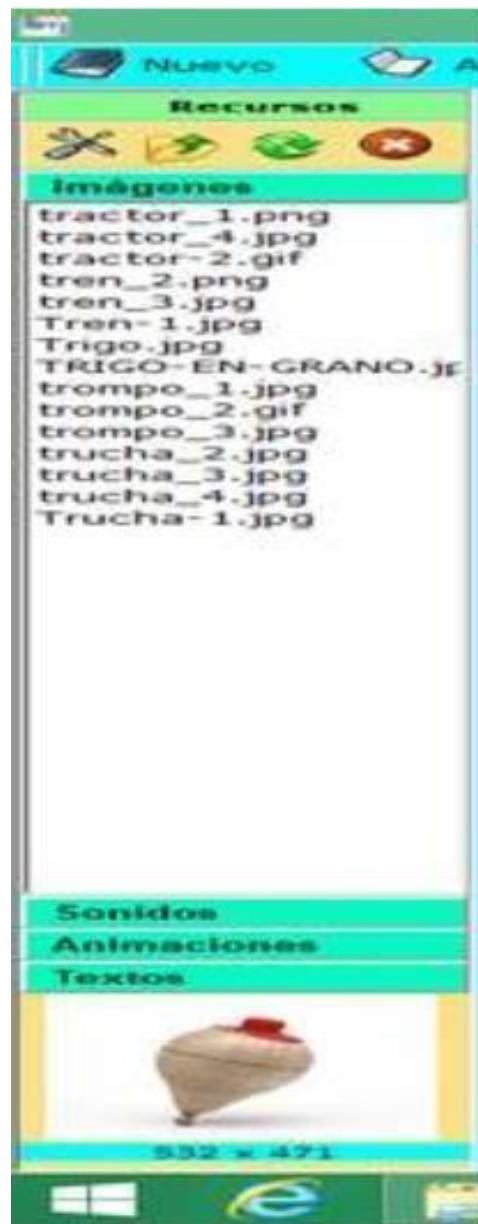 Nuevo A
Recursos
Imágenes
tractor_1.png
tractor_4.jpg
tractor-2.gif
tren_2.png
tren_3.jpg
Tren-1.jpg
Trigo.jpg
TRIGO-EN-GRANO.jp
trompo_1.jpg
trompo_2.gif
trompo_3.jpg
trucha_2.jpg
trucha_3.jpg
trucha_4.jpg
Trucha-1.jpg
Sonidos
Animaciones
Textos
532 x 471